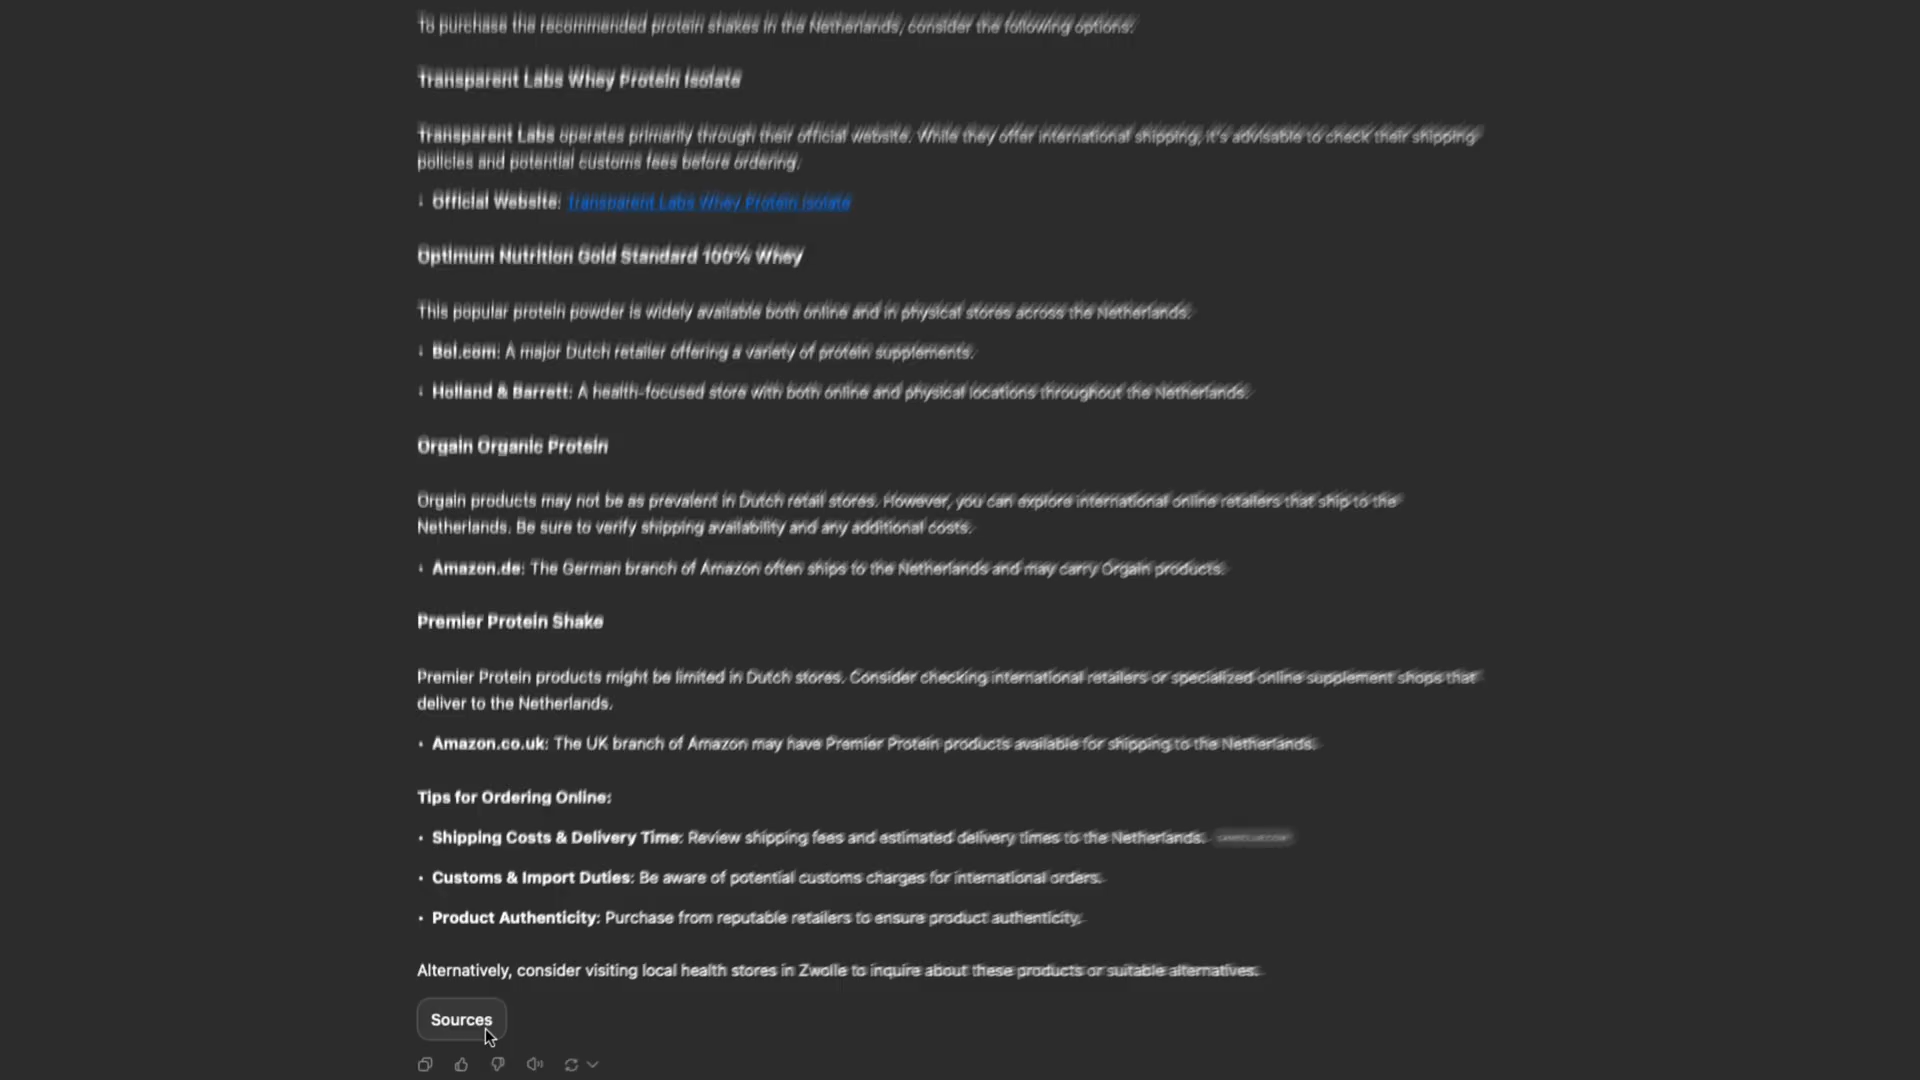 To purchase the recommended protein shakes in the Netherlands, consider the following options:
Transparent Labs Whey Protein Isolate
Transparent Labs operates primarily through their official website. While they offer international shipping, it's advisable to check their shipping
policies and potential customs fees before ordering.
• Official Website: Transparent Labs Whey Protein Isolate
Optimum Nutrition Gold Standard 100% Whey
This popular protein powder is widely available both online and in physical stores across the Netherlands.
• Bol.com: A major Dutch retailer offering a variety of protein supplements.
• Holland & Barrett: A health-focused store with both online and physical locations throughout the Netherlands.
Orgain Organic Protein
Orgain products may not be as prevalent in Dutch retail stores. However, you can explore international online retailers that ship to the
Netherlands. Be sure to verify shipping availability and any additional costs.
• Amazon.de: The German branch of Amazon often ships to the Netherlands and may carry Orgain products.
Premier Protein Shake
Premier Protein products might be limited in Dutch stores. Consider checking international retailers or specialized online supplement shops that
deliver to the Netherlands.
• Amazon.co.uk: The UK branch of Amazon may have Premier Protein products available for shipping to the Netherlands.
Tips for Ordering Online:
• Shipping Costs & Delivery Time: Review shipping fees and estimated delivery times to the Netherlands.
• Customs & Import Duties: Be aware of potential customs charges for international orders.
• Product Authenticity: Purchase from reputable retailers to ensure product authenticity.
Alternatively, consider visiting local health stores in Zwolle to inquire about these products or suitable alternatives.
Sources